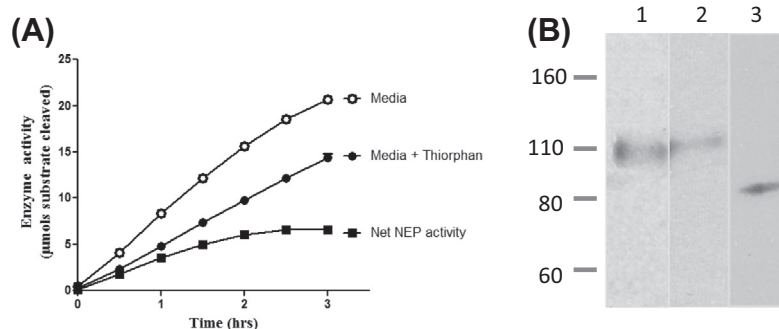 (A)
25
20
15
10
5
0
Enzyme activity
(μmols substrate cleaved)
0 1 2 3
Time (hrs)
Media
Media + Thiorphan
Net NEP activity
(B)
1 2 3
160
110
80
60